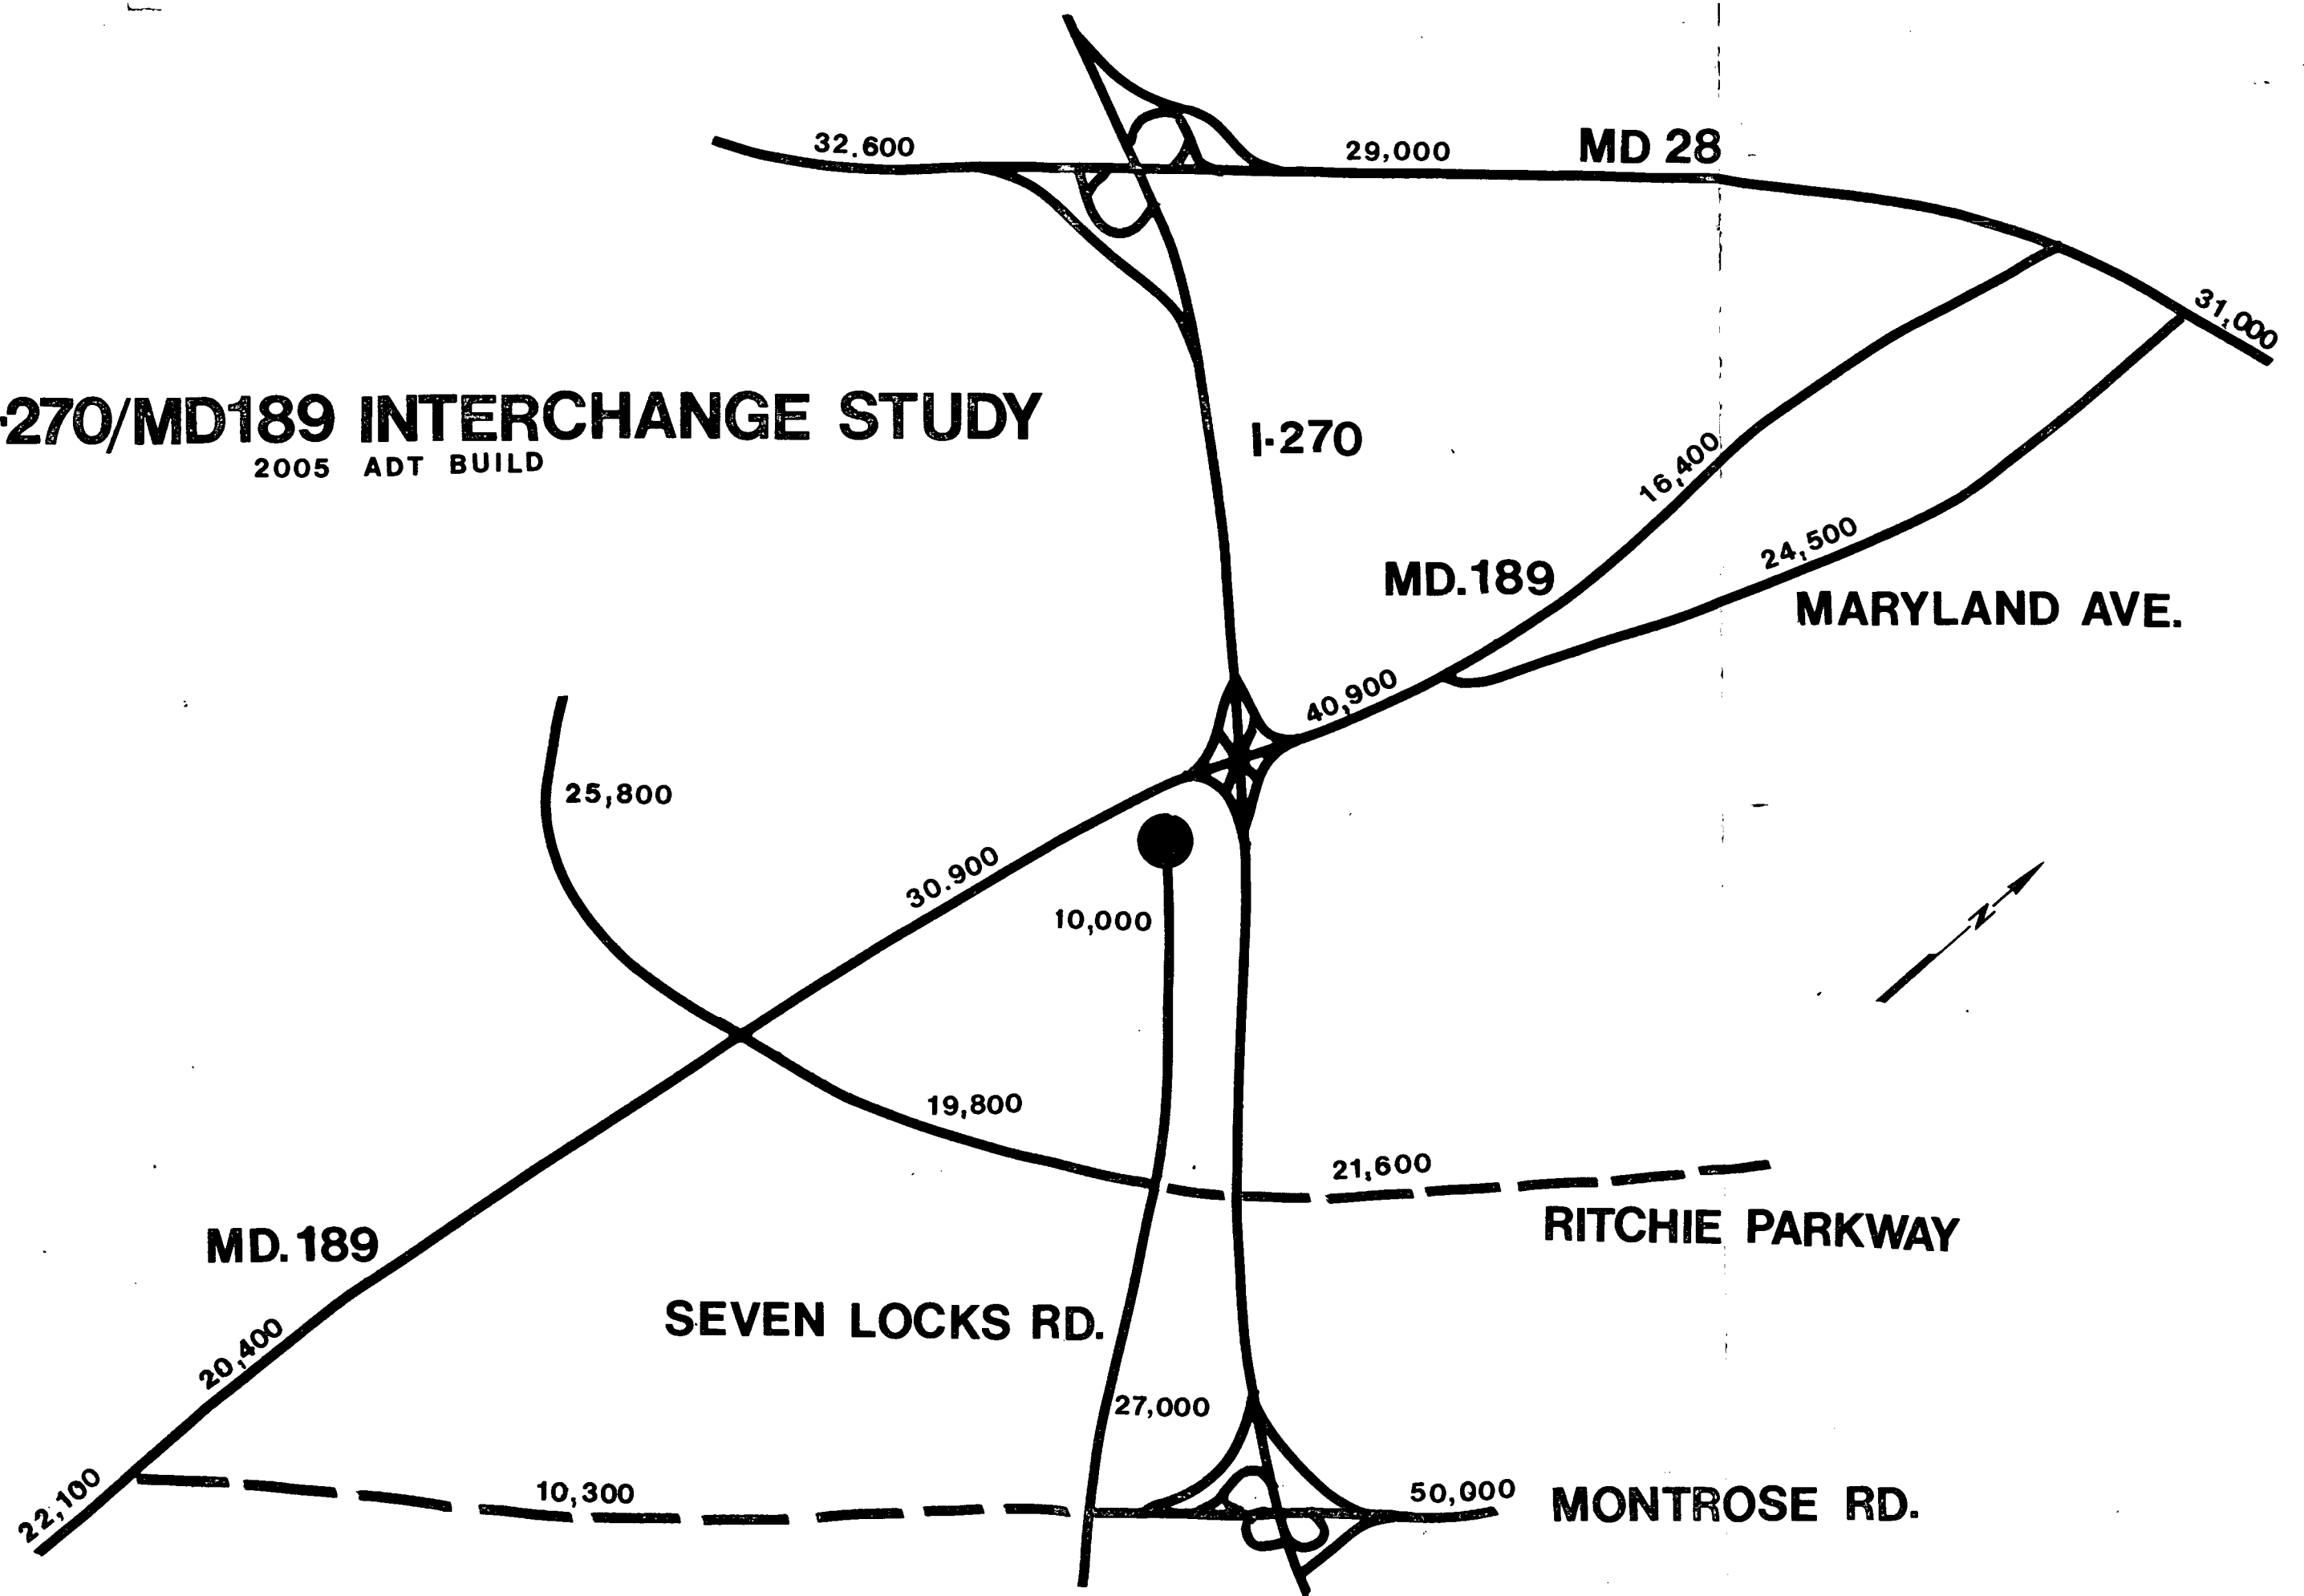 32.600
29,000
MD 28
31,000
·270/MD189 INTERCHANGE STUDY
2005 ADT BUILD
I-270
16,400
24,500
MD.189
MARYLAND AVE.
40,900
25,800
30.900
10,000
N
19,800
21,600
RITCHIE PARKWAY
MD.189
SEVEN LOCKS RD.
20,400
27,000
22,100
10,300
50,000
MONTROSE RD.